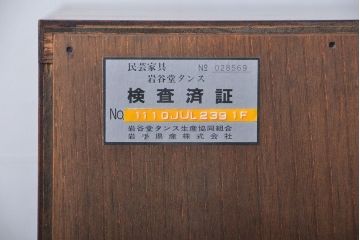 民芸家具 № 028569
岩谷堂タンス
検査済証
No. 1110JUL2391F
岩谷堂タンス生産協同組合
岩手県産株式会社